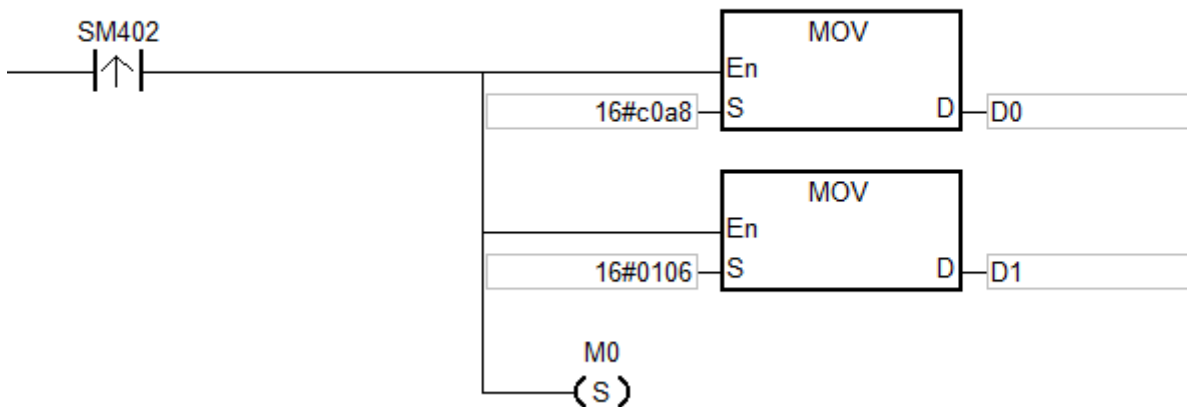 SM402
MOV
En
16#c0a8 S D D0
MOV
En
16#0106 S D D1
M0
S